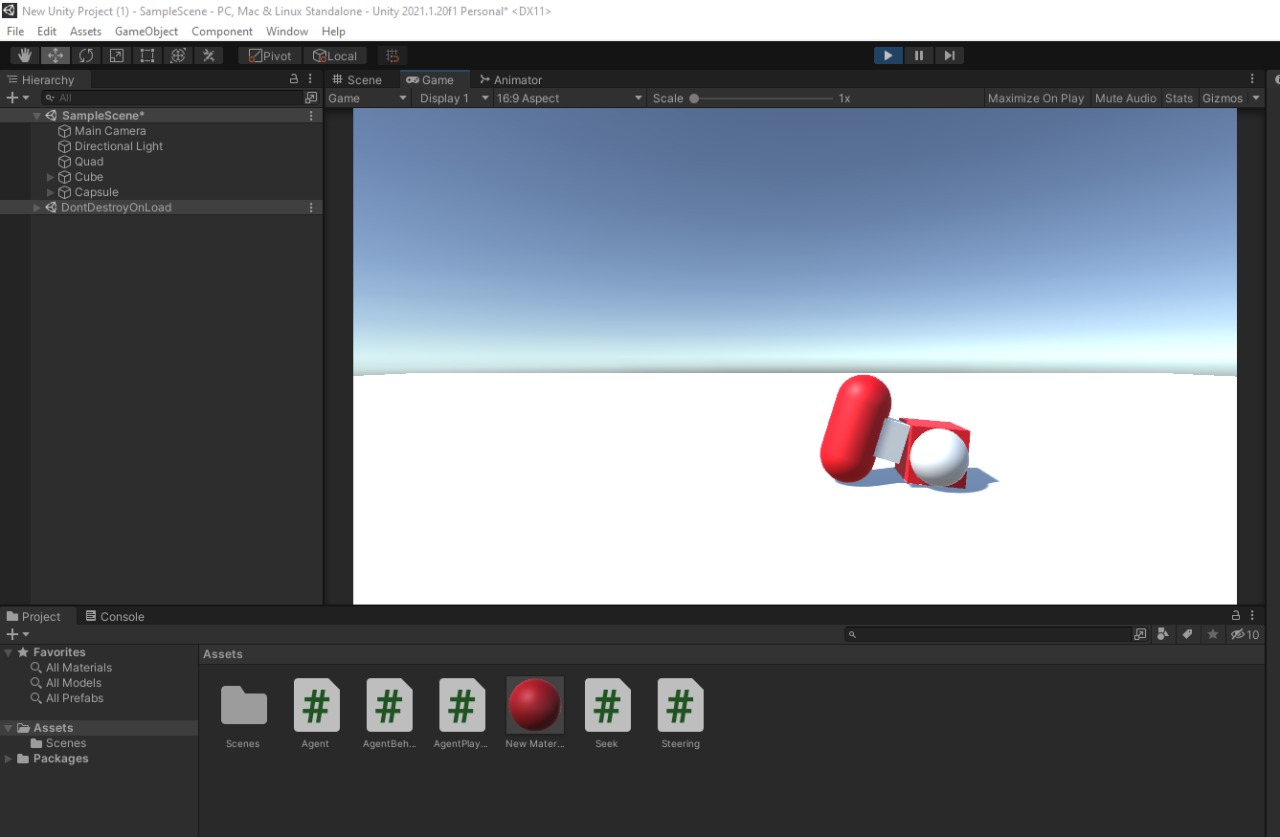 New Unity Project (1) - SampleScene - PC, Mac & Linux Standalone - Unity 2021.1.20f1 Personal* <DX11>
File Edit Assets GameObject Component Window Help
Pivot Local
Hierarchy
All
SampleScene*
Main Camera
Directional Light
Quad
Cube
Capsule
DontDestroyOnLoad
Scene Game Animator
Game Display 1 16:9 Aspect Scale 1x Maximize On Play Mute Audio Stats Gizmos
Project Console
10
Favorites
All Materials
All Models
All Prefabs
Assets
Scenes
Packages
Assets
Scenes Agent AgentBeh... AgentPlay... New Mater... Seek Steering